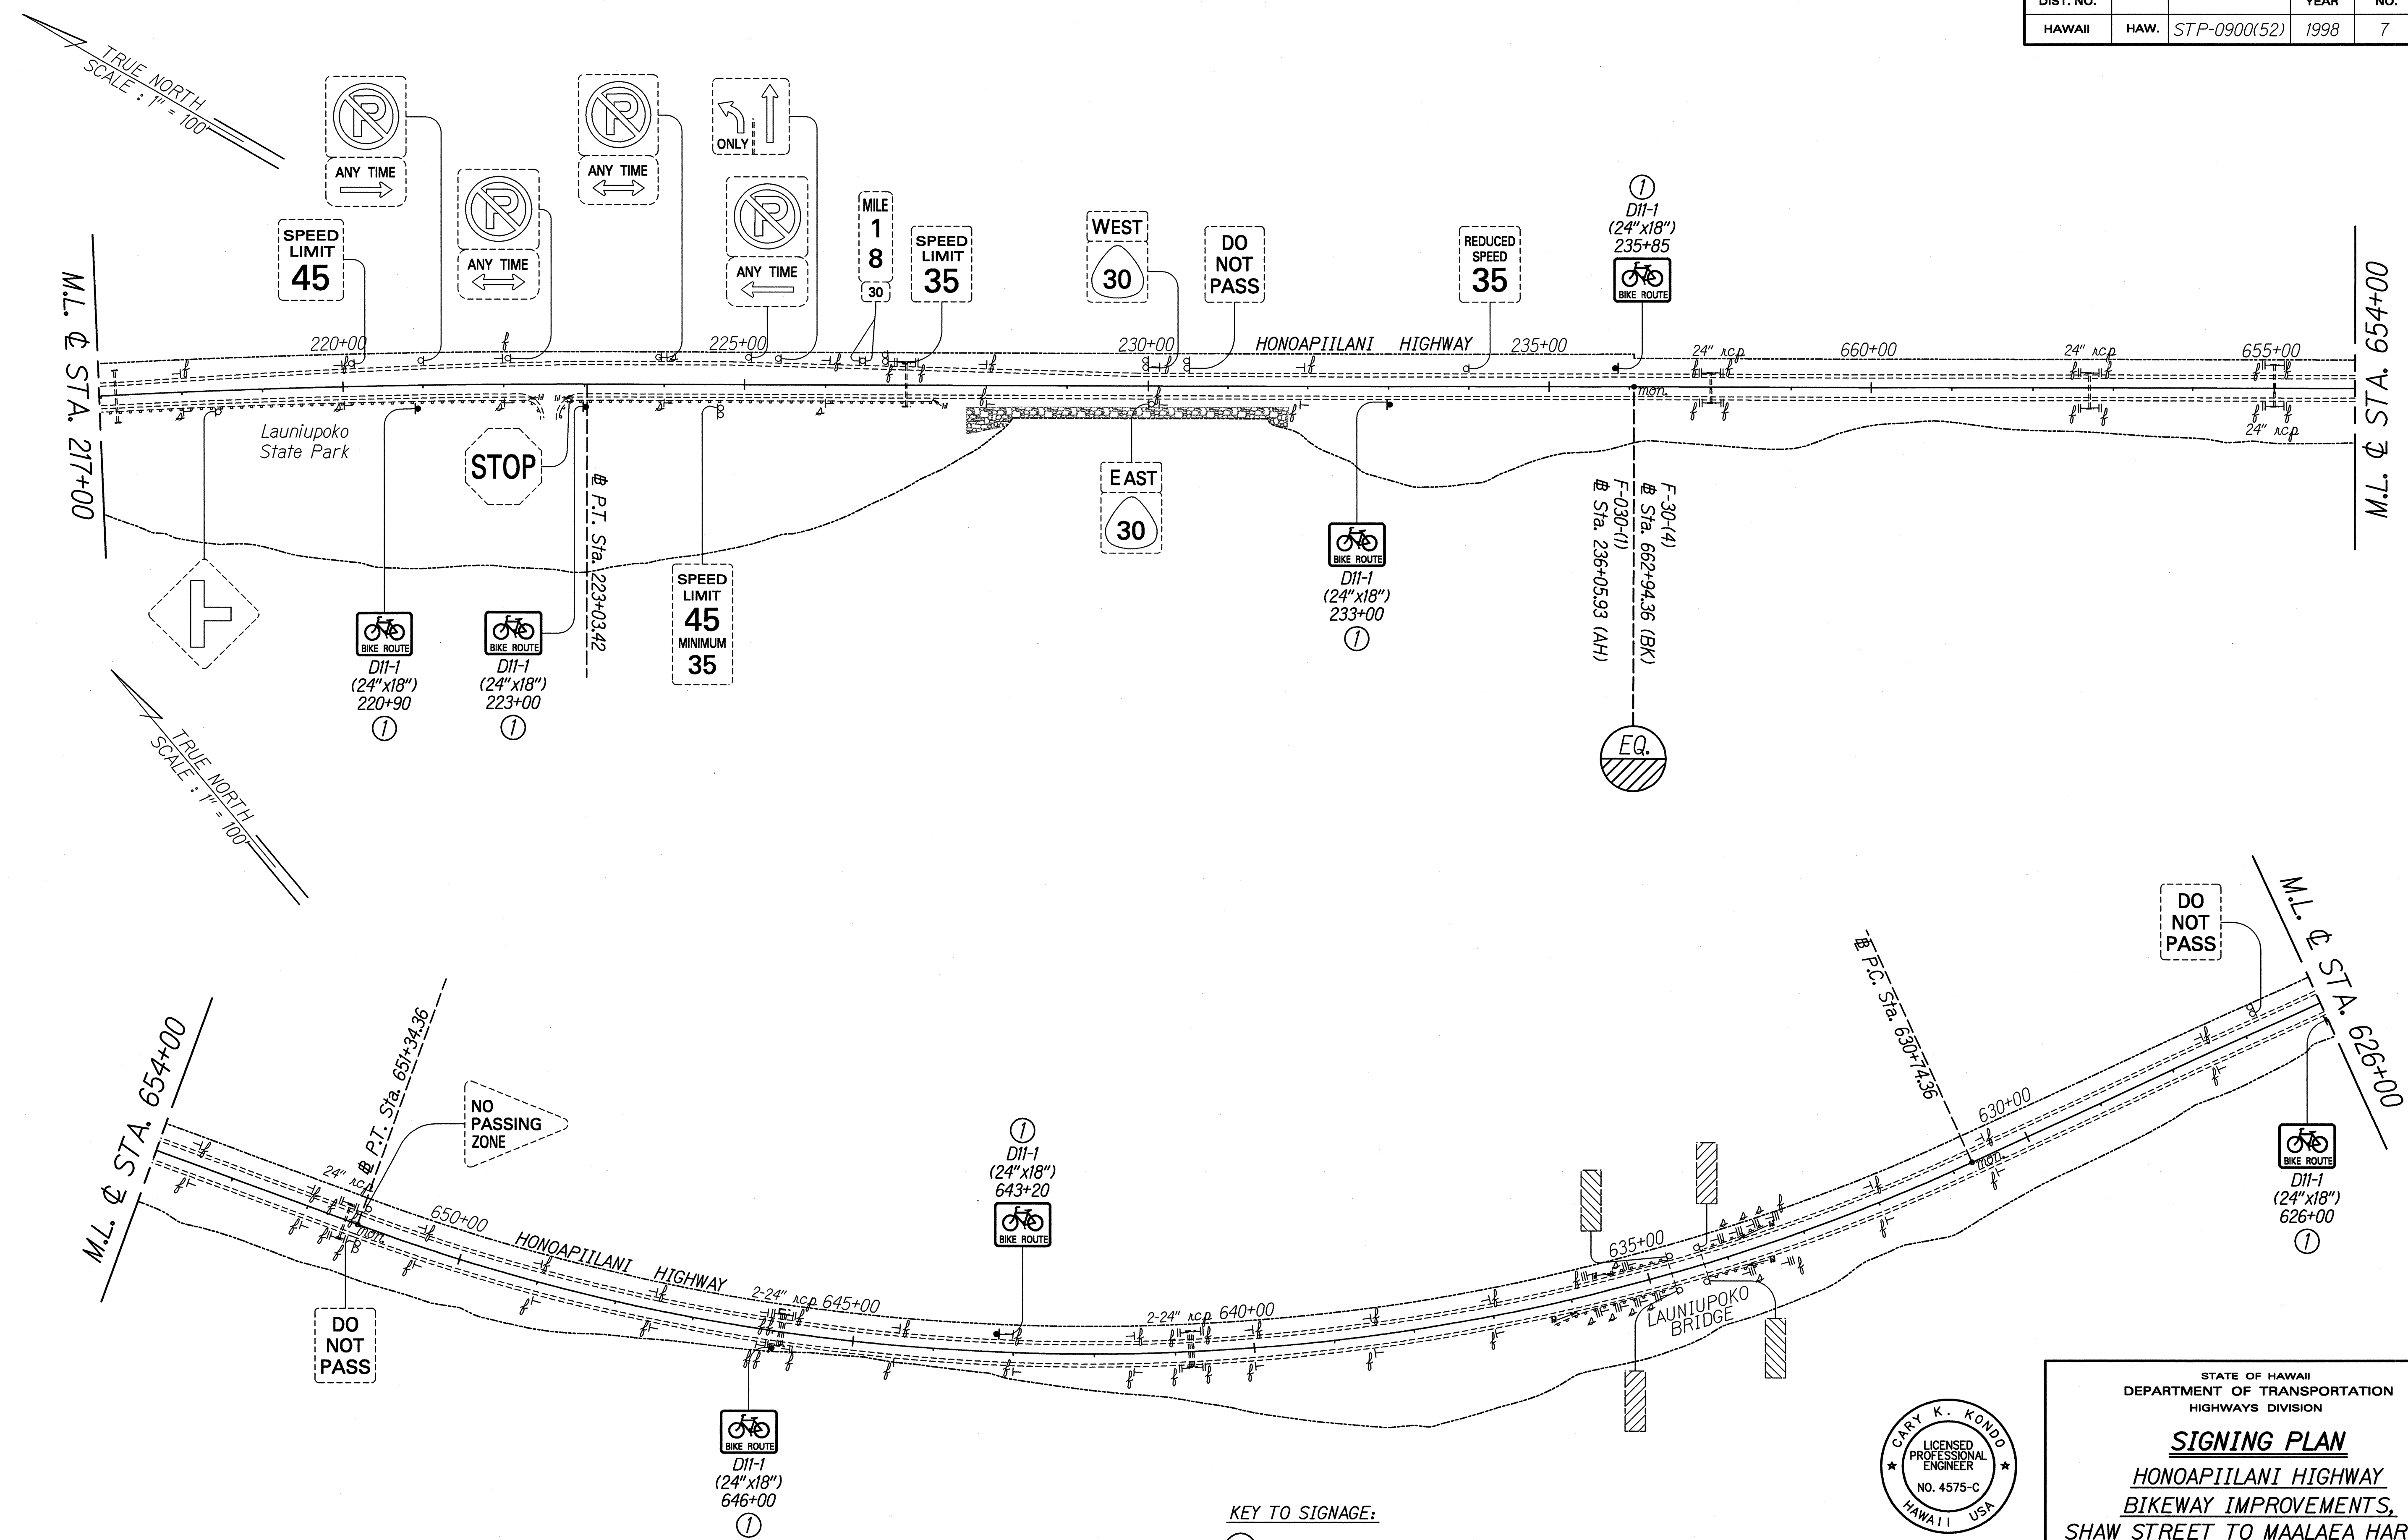 DIST. NO. YEAR NO.
HAWAII HAW. STP-0900(52) 1998 7
TRUE NORTH
SCALE : 1" = 100'
ANY TIME
ANY TIME
ONLY
SPEED
LIMIT
45
ANY TIME
ANY TIME
MILE
1
8
30
SPEED
LIMIT
35
WEST
30
DO
NOT
PASS
REDUCED
SPEED
35
1
D11-1
(24"x18")
235+85
BIKE ROUTE
M.L. ℄ STA. 217+00
220+00
225+00
230+00
HONOAPIILANI HIGHWAY
235+00
24" rcp
660+00
24" rcp
655+00
M.L. ℄ STA. 654+00
mon.
24" rcp
Launiupoko
State Park
STOP
P.T. Sta. 223+03.42
EAST
30
F-30-(4)
Sta. 662+94.36 (BK)
F-030-(1)
Sta. 236+05.93 (AH)
BIKE ROUTE
D11-1
(24"x18")
233+00
1
SPEED
LIMIT
45
MINIMUM
35
BIKE ROUTE
D11-1
(24"x18")
220+90
1
BIKE ROUTE
D11-1
(24"x18")
223+00
1
EQ.
TRUE NORTH
SCALE : 1" = 100'
DO
NOT
PASS
M.L. ℄ STA. 626+00
P.C. Sta. 630+74.36
M.L. ℄ STA. 654+00
P.T. Sta. 651+34.36
NO
PASSING
ZONE
24" rcp
mon.
650+00
HONOAPIILANI HIGHWAY
2-24" rcp
645+00
1
D11-1
(24"x18")
643+20
BIKE ROUTE
2-24" rcp
640+00
635+00
LAUNIUPOKO
BRIDGE
630+00
mon.
BIKE ROUTE
D11-1
(24"x18")
626+00
1
DO
NOT
PASS
BIKE ROUTE
D11-1
(24"x18")
646+00
1
KEY TO SIGNAGE:
CARY K. KONDO
LICENSED
PROFESSIONAL
ENGINEER
NO. 4575-C
HAWAII USA
STATE OF HAWAII
DEPARTMENT OF TRANSPORTATION
HIGHWAYS DIVISION
SIGNING PLAN
HONOAPIILANI HIGHWAY
BIKEWAY IMPROVEMENTS,
SHAW STREET TO MAALAEA HAR